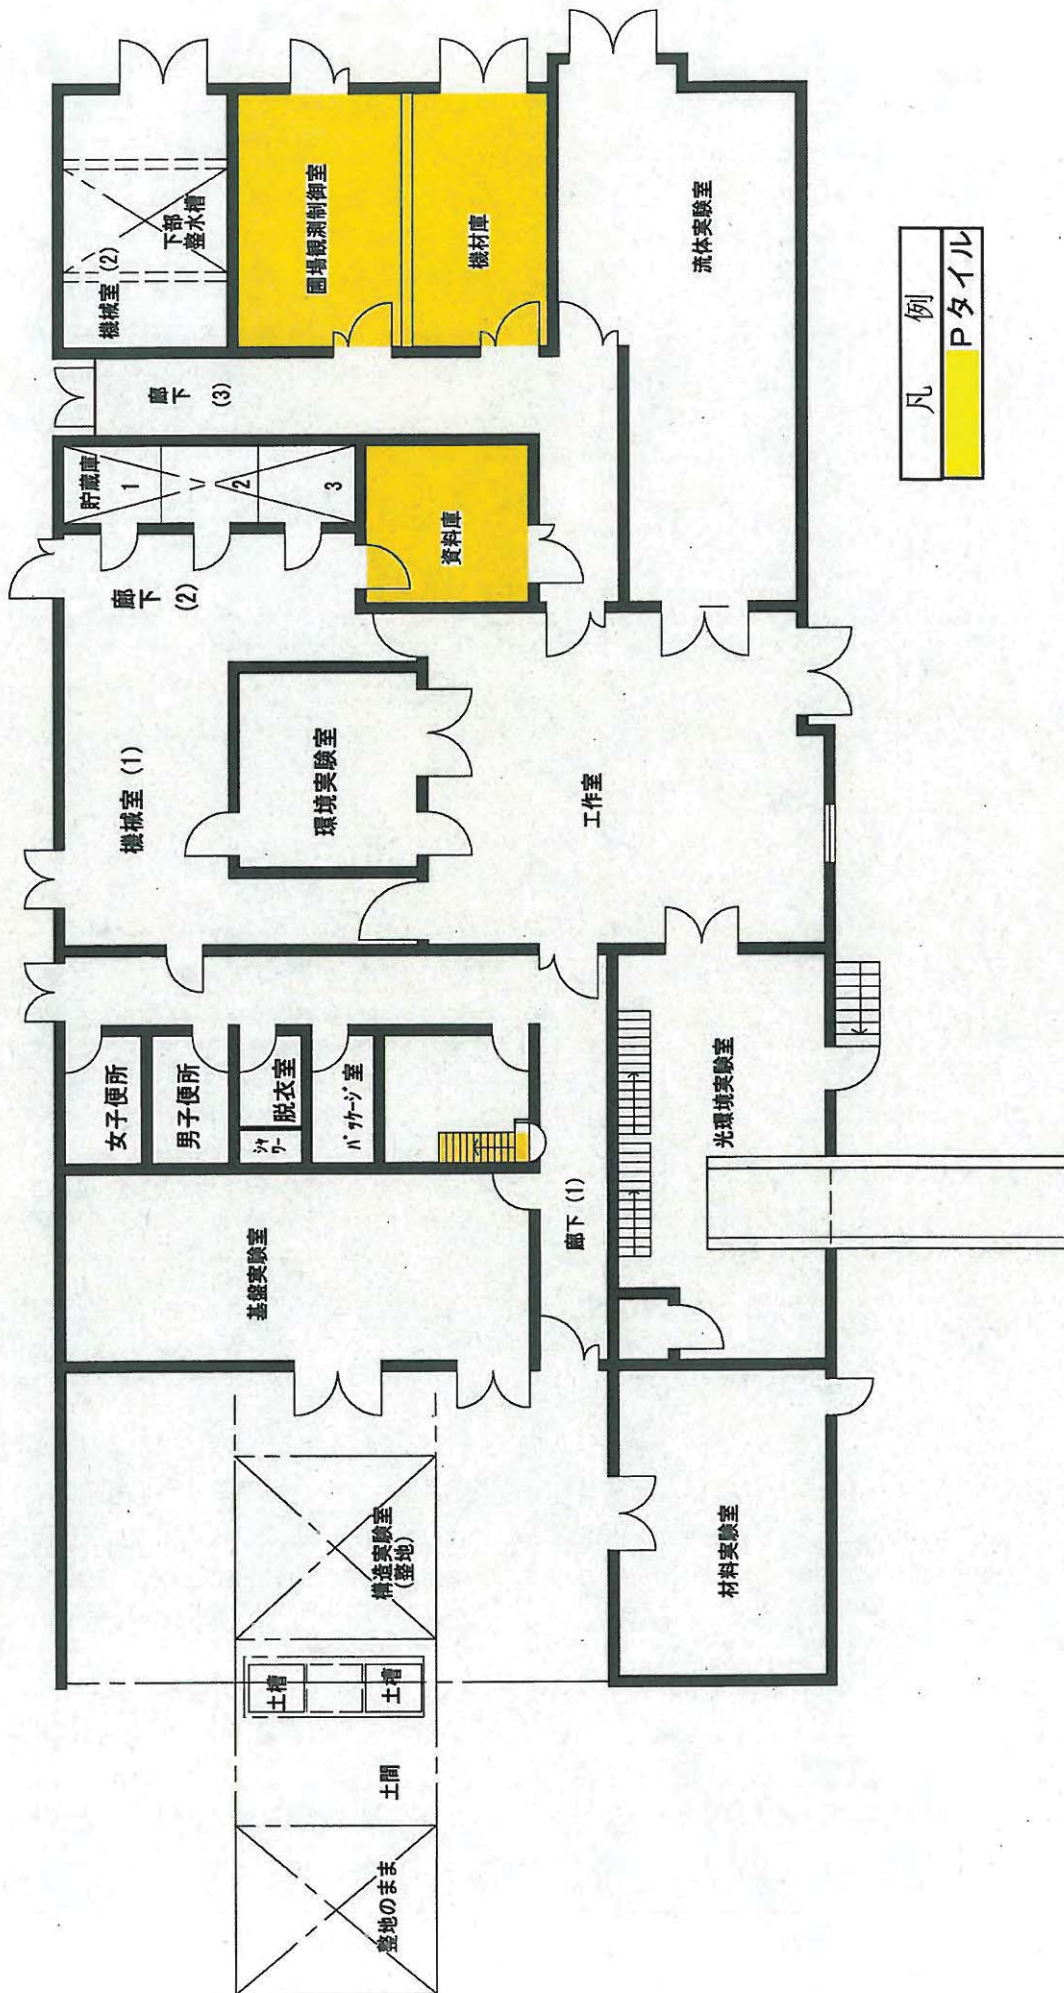 女子便所
男子便所
ｼｬ
ﾜｰ
脱衣室
ﾊﾟｯｹｰｼﾞ室
機械室 (1)
廊
下
(2)
貯蔵庫
1
2
3
廊
下
(3)
機械室 (2)
下部
基盤実験室
環境実験室
資料庫
圃場観測制御室
機材庫
整地のまま
土間
土槽
土槽
構造実験室
(整地)
廊下 (1)
工作室
材料実験室
光環境実験室
流体実験室
凡 例
Pタイル